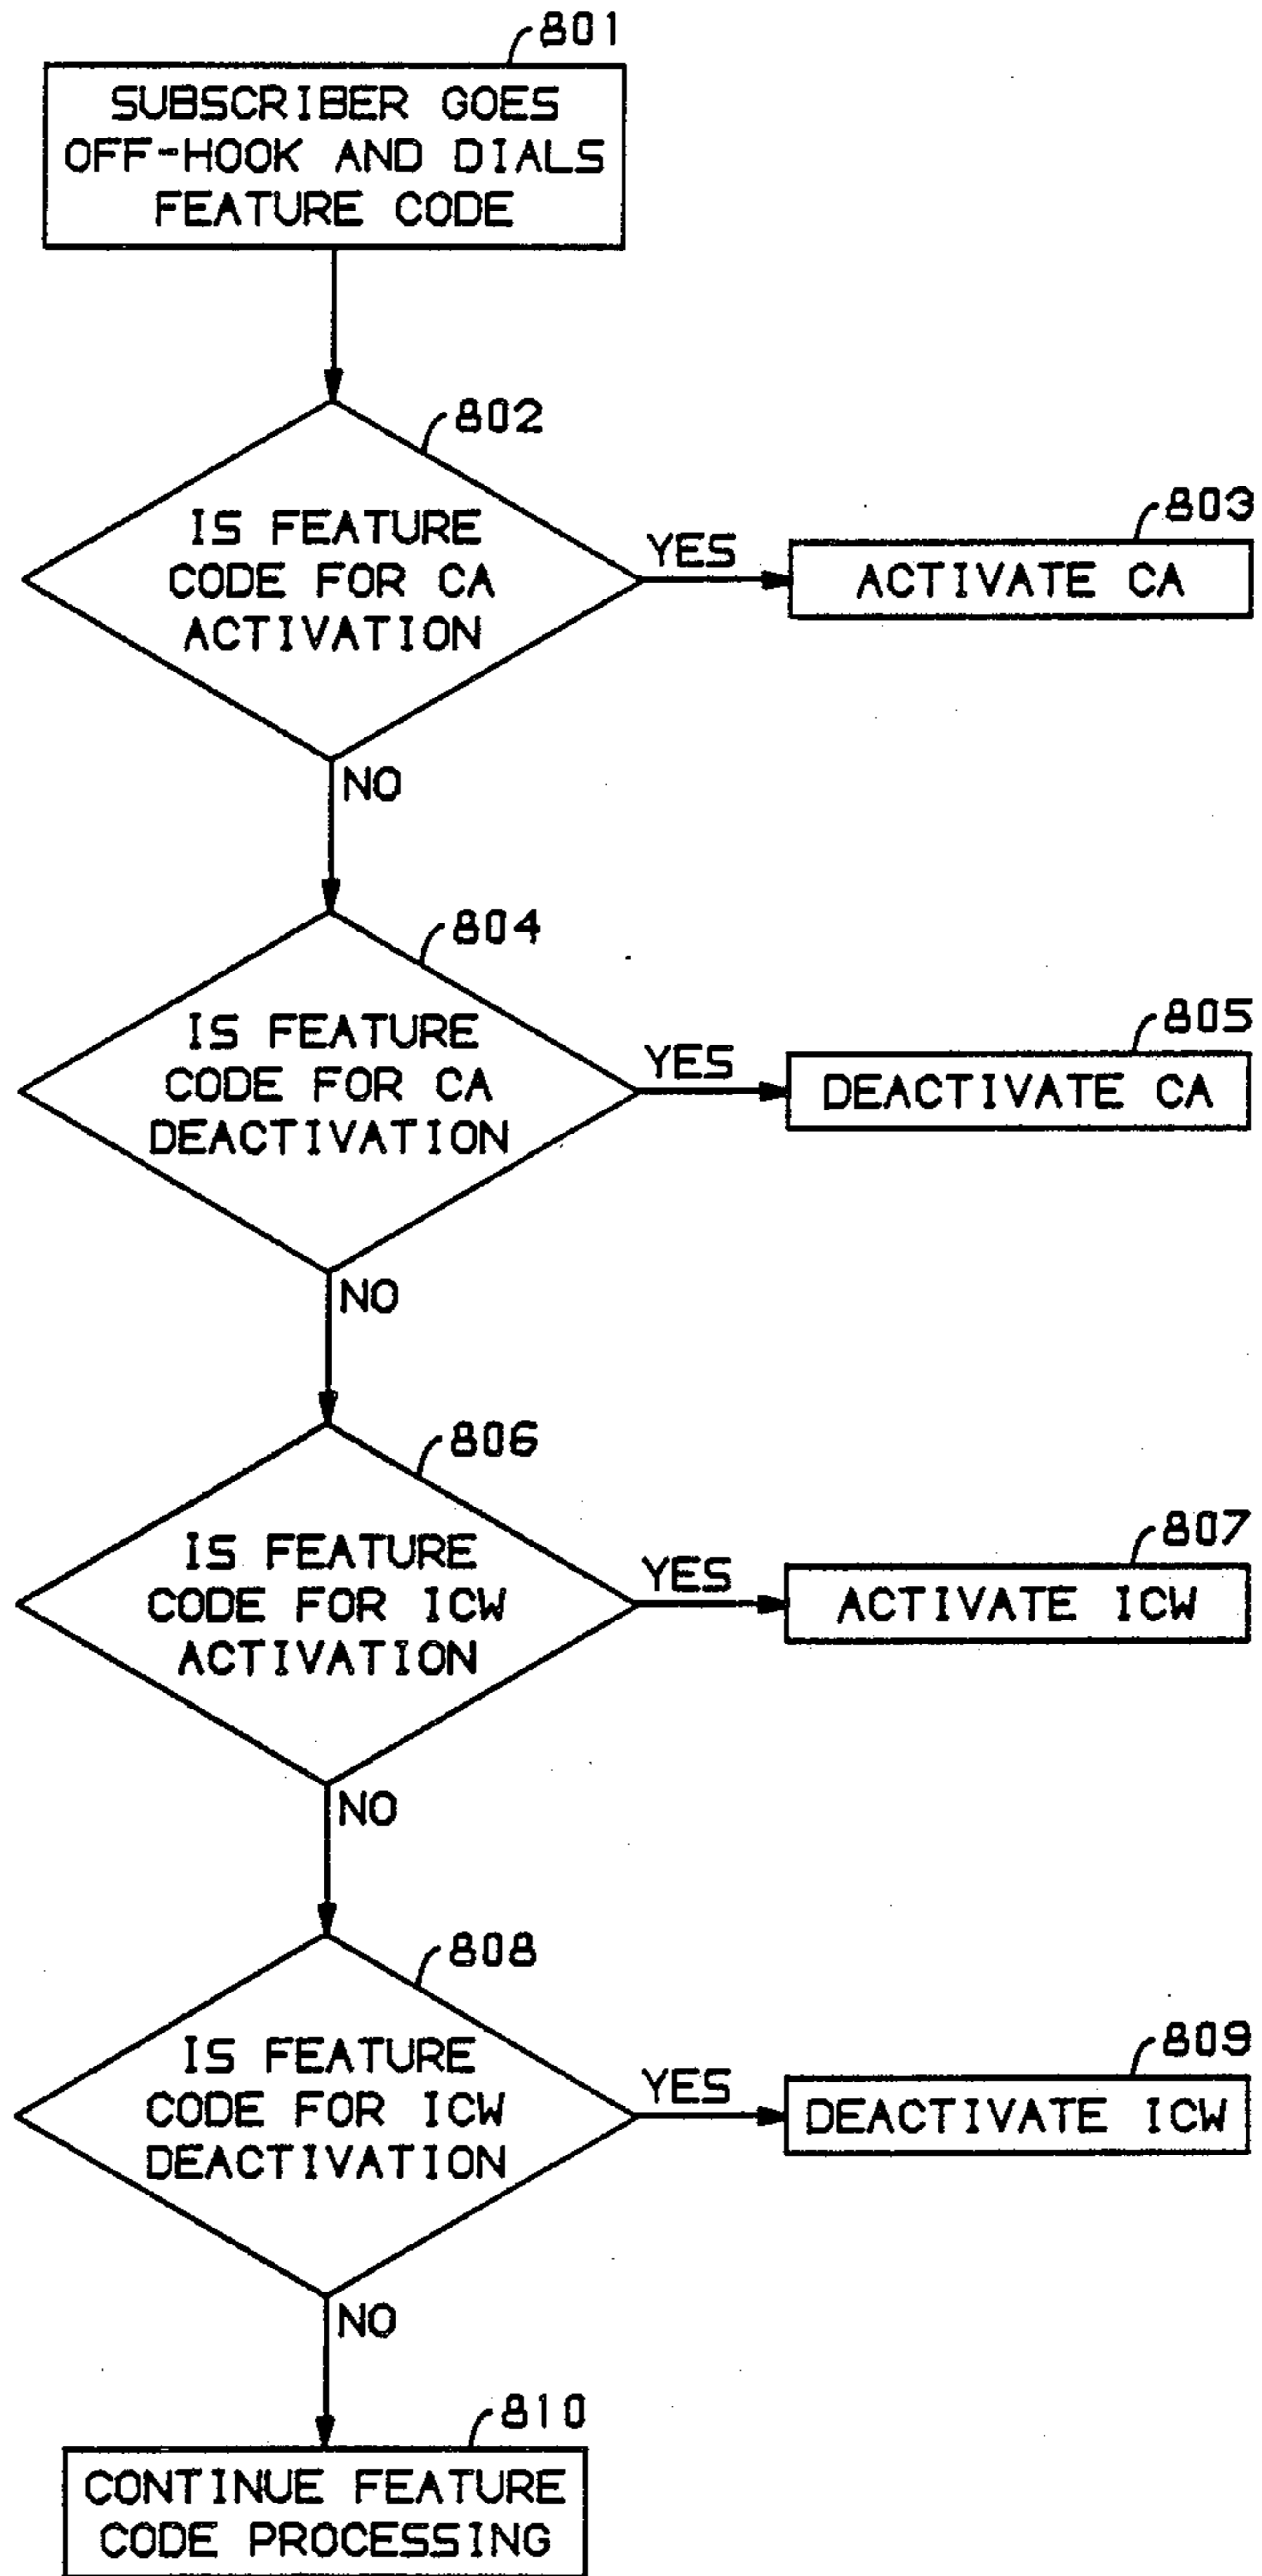 801
SUBSCRIBER GOES
OFF-HOOK AND DIALS
FEATURE CODE
802
IS FEATURE
CODE FOR CA
ACTIVATION
YES
803
ACTIVATE CA
NO
804
IS FEATURE
CODE FOR CA
DEACTIVATION
YES
805
DEACTIVATE CA
NO
806
IS FEATURE
CODE FOR ICW
ACTIVATION
YES
807
ACTIVATE ICW
NO
808
IS FEATURE
CODE FOR ICW
DEACTIVATION
YES
809
DEACTIVATE ICW
NO
810
CONTINUE FEATURE
CODE PROCESSING